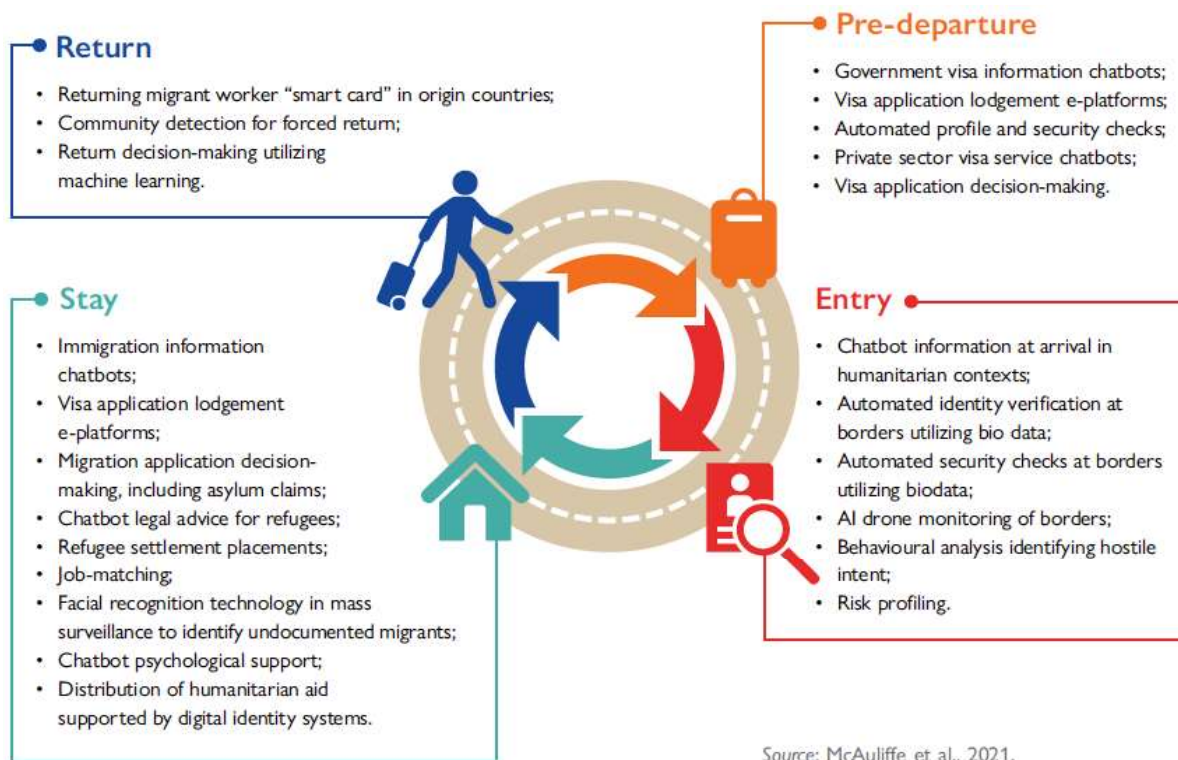 Return
• Returning migrant worker “smart card” in origin countries;
• Community detection for forced return;
• Return decision-making utilizing
machine learning.
Pre-departure
• Government visa information chatbots;
• Visa application lodgement e-platforms;
• Automated profile and security checks;
• Private sector visa service chatbots;
• Visa application decision-making.
Stay
• Immigration information
chatbots;
• Visa application lodgement
e-platforms;
• Migration application decision-
making, including asylum claims;
• Chatbot legal advice for refugees;
• Refugee settlement placements;
• Job-matching;
• Facial recognition technology in mass
surveillance to identify undocumented migrants;
• Chatbot psychological support;
• Distribution of humanitarian aid
supported by digital identity systems.
Entry
• Chatbot information at arrival in
humanitarian contexts;
• Automated identity verification at
borders utilizing bio data;
• Automated security checks at borders
utilizing biodata;
• AI drone monitoring of borders;
• Behavioural analysis identifying hostile
intent;
• Risk profiling.
Source: McAuliffe et al., 2021.